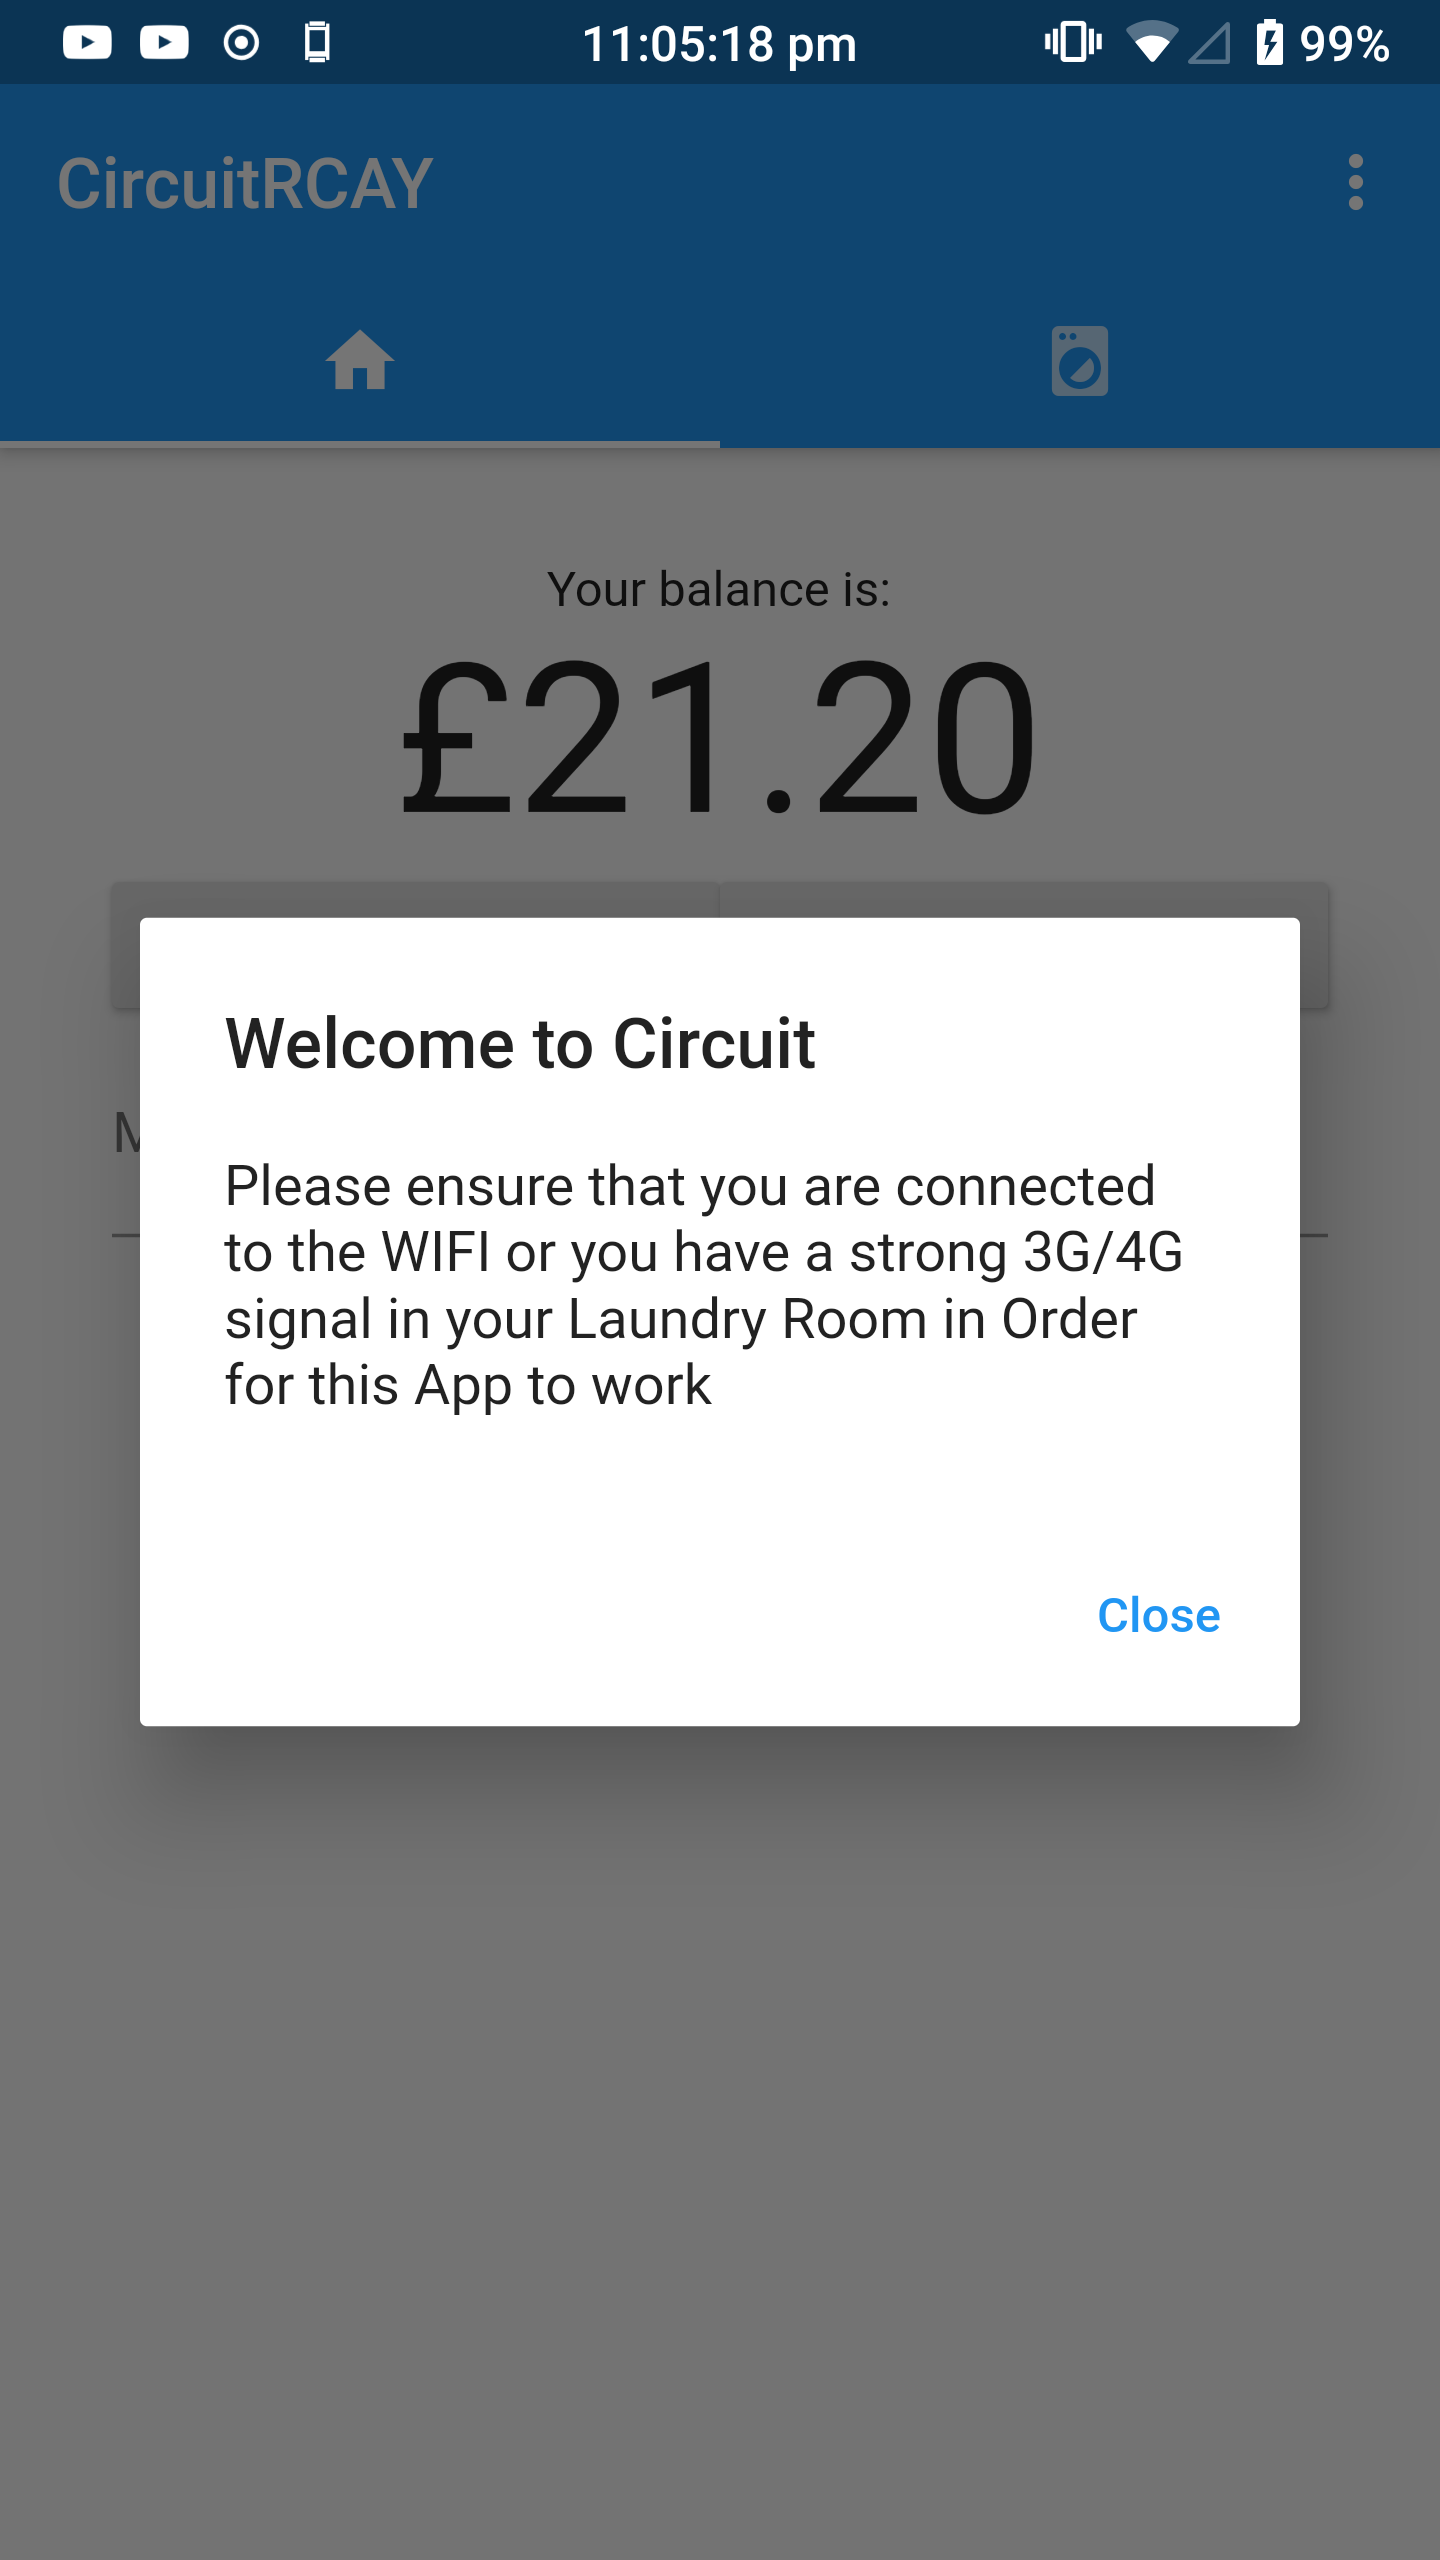 11:05:18 pm
99%
CircuitRCAY
Your balance is:
£21.20
Welcome to Circuit
Please ensure that you are connected
to the WIFI or you have a strong 3G/4G
signal in your Laundry Room in Order
for this App to work
Close